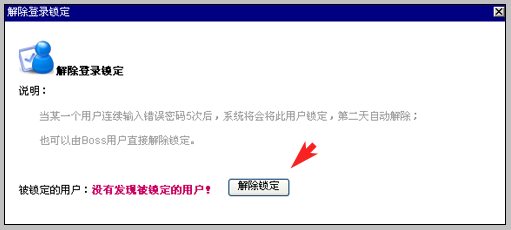 解除登录锁定
解除登录锁定
说明：
当某一个用户连续输入错误密码5次后，系统将会将此用户锁定，第二天自动解除；
也可以由Boss用户直接解除锁定。
被锁定的用户：没有发现被锁定的用户！ 解除锁定